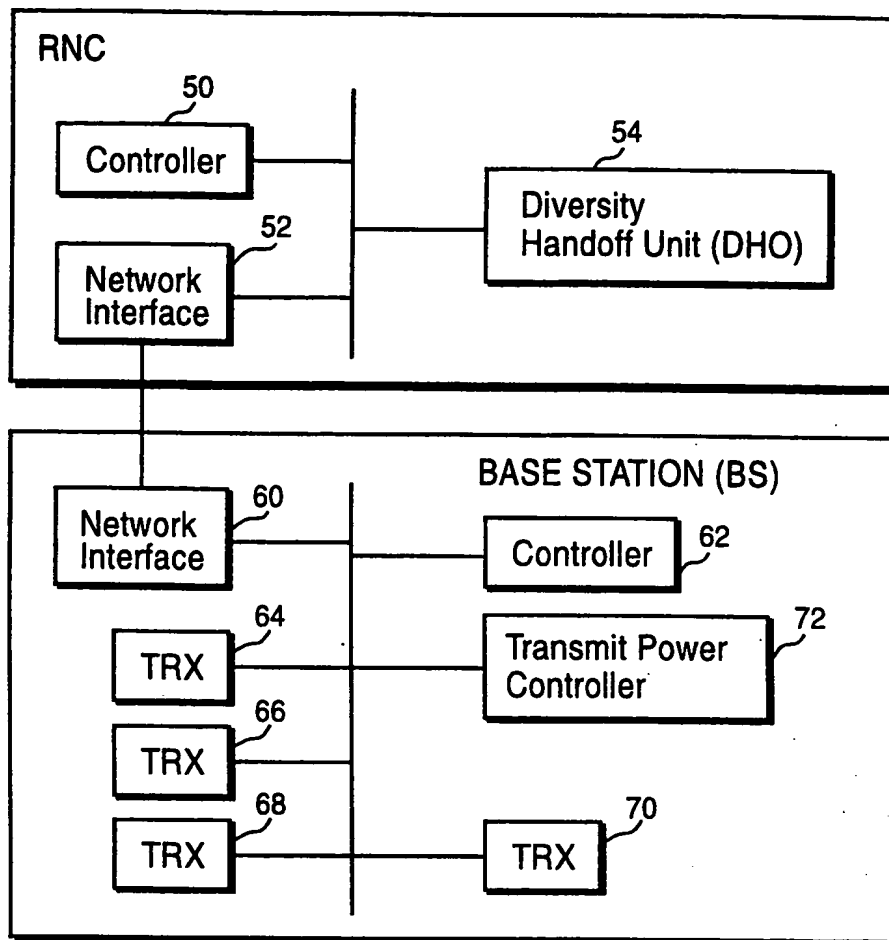 RNC
50
Controller
52
Network
Interface
54
Diversity
Handoff Unit (DHO)
BASE STATION (BS)
60
Network
Interface
Controller
62
64
TRX
72
Transmit Power
Controller
66
TRX
68
TRX
70
TRX